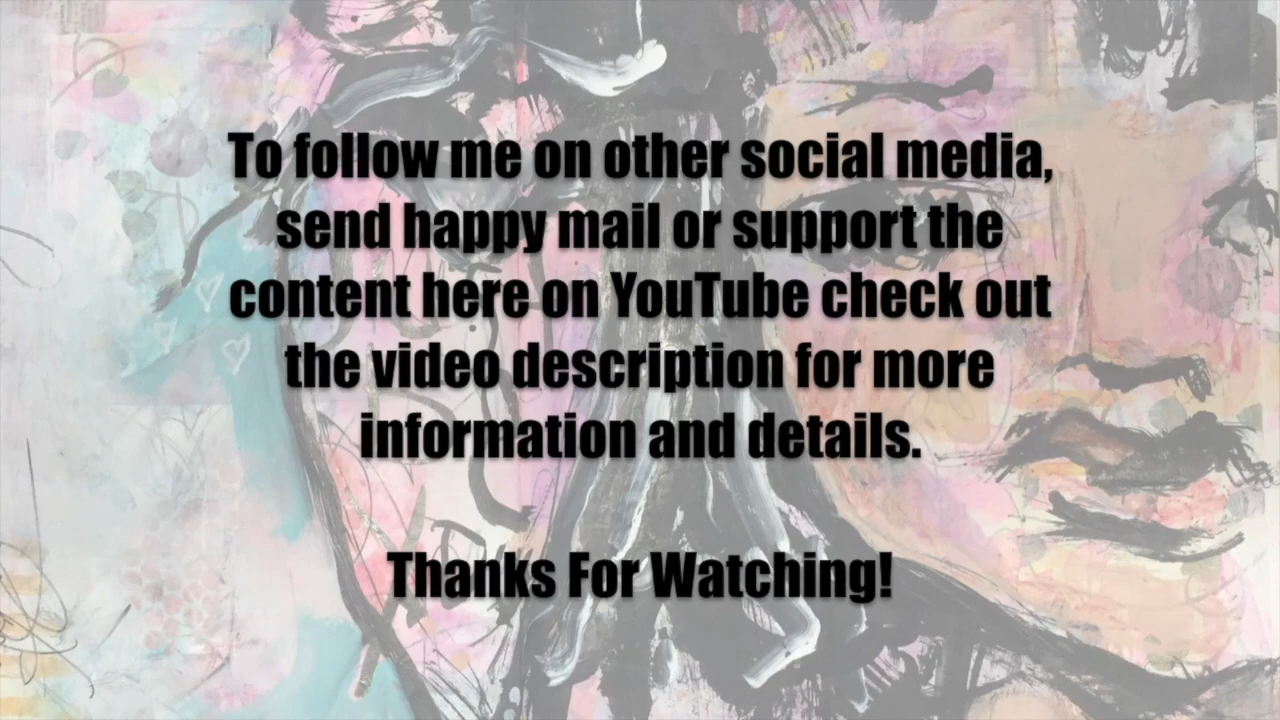 To follow me on other social media,
send happy mail or support the
content here on YouTube check out
the video description for more
information and details.
Thanks For Watching!